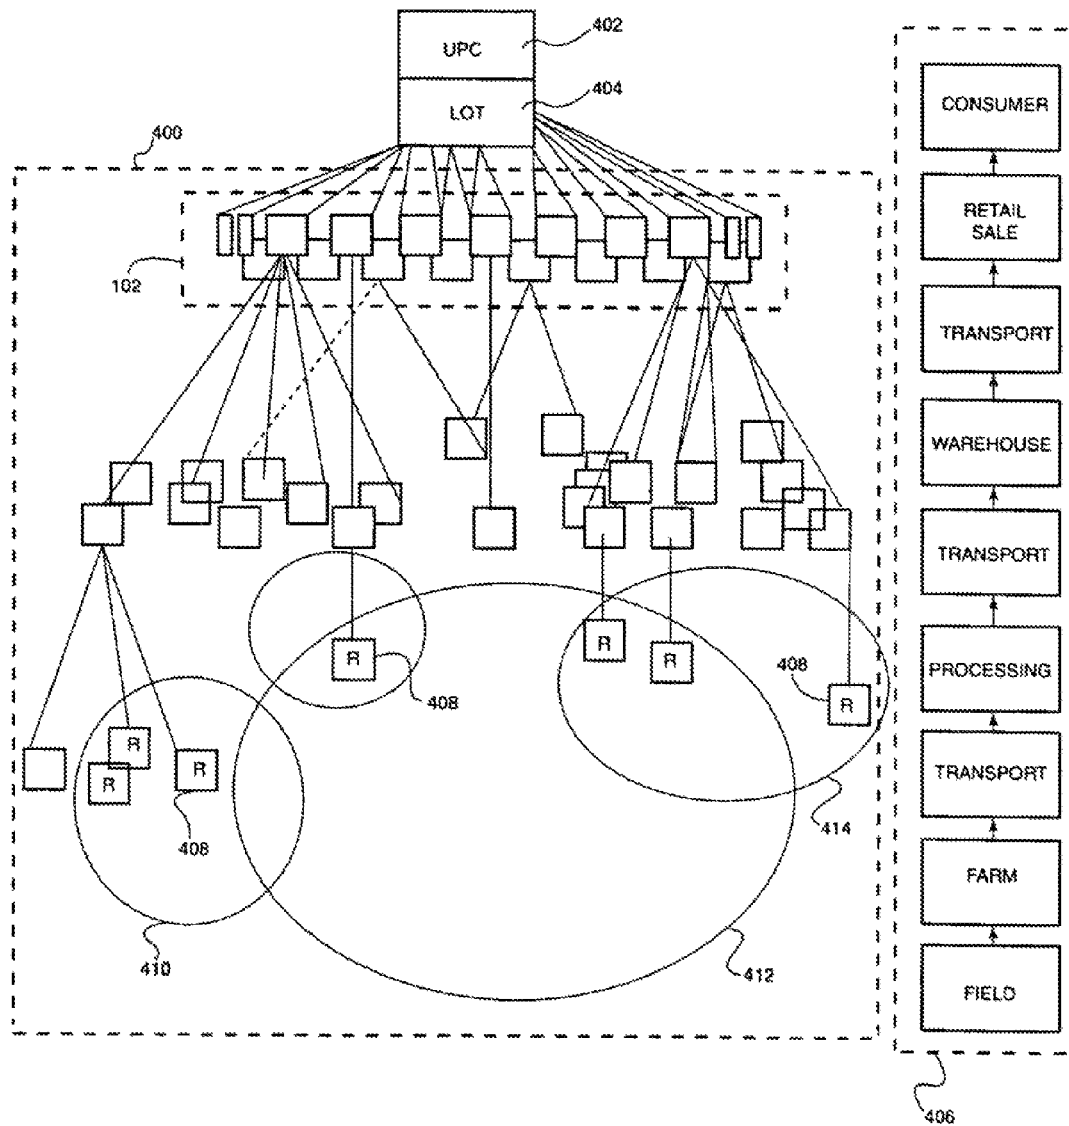 402
UPC
404
LOT
400
102
R
R
R
408
408
R
R
R
R
408
414
410
412
CONSUMER
RETAIL
SALE
TRANSPORT
WAREHOUSE
TRANSPORT
PROCESSING
TRANSPORT
FARM
FIELD
406